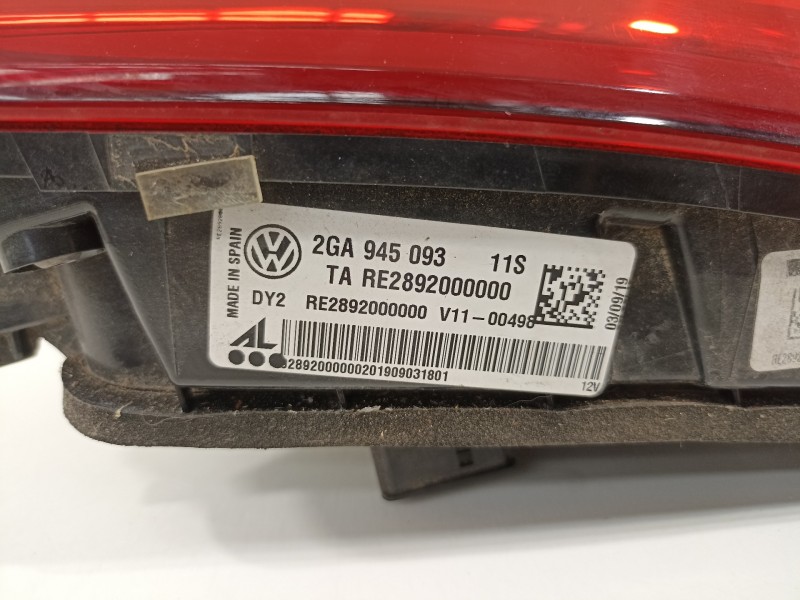 MADE IN SPAIN
2GA 945 093 11S
TA RE2892000000
DY2 RE2892000000 V11-00498
AL
2892000000201909031801
12V
03/09/19